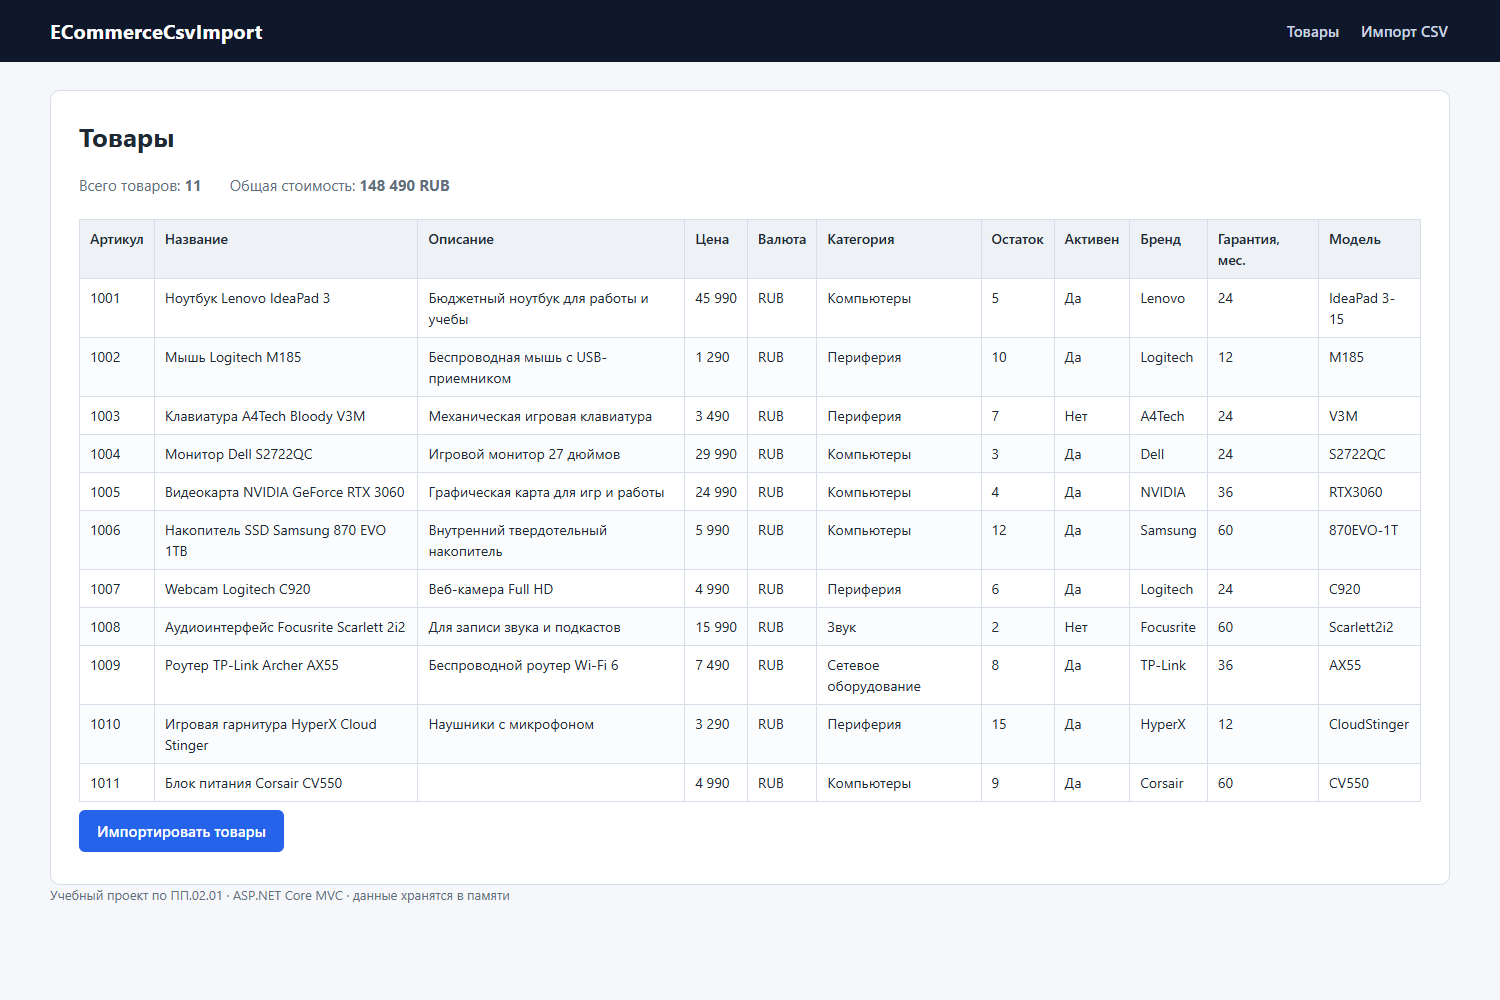 ECommerceCsvImport
Товары Импорт CSV
Товары
Всего товаров: 11 Общая стоимость: 148 490 RUB
Артикул Название Описание Цена Валюта Категория Остаток Активен Бренд Гарантия, Модель
мес.
1001 Ноутбук Lenovo IdeaPad 3 Бюджетный ноутбук для работы и 45 990 RUB Компьютеры 5 Да Lenovo 24 IdeaPad 3-
учебы 15
1002 Мышь Logitech M185 Беспроводная мышь с USB- 1 290 RUB Периферия 10 Да Logitech 12 M185
приемником
1003 Клавиатура A4Tech Bloody V3M Механическая игровая клавиатура 3 490 RUB Периферия 7 Нет A4Tech 24 V3M
1004 Монитор Dell S2722QC Игровой монитор 27 дюймов 29 990 RUB Компьютеры 3 Да Dell 24 S2722QC
1005 Видеокарта NVIDIA GeForce RTX 3060 Графическая карта для игр и работы 24 990 RUB Компьютеры 4 Да NVIDIA 36 RTX3060
1006 Накопитель SSD Samsung 870 EVO Внутренний твердотельный 5 990 RUB Компьютеры 12 Да Samsung 60 870EVO-1T
1TB накопитель
1007 Webcam Logitech C920 Веб-камера Full HD 4 990 RUB Периферия 6 Да Logitech 24 C920
1008 Аудиоинтерфейс Focusrite Scarlett 2i2 Для записи звука и подкастов 15 990 RUB Звук 2 Нет Focusrite 60 Scarlett2i2
1009 Роутер TP-Link Archer AX55 Беспроводной роутер Wi-Fi 6 7 490 RUB Сетевое 8 Да TP-Link 36 AX55
оборудование
1010 Игровая гарнитура HyperX Cloud Наушники с микрофоном 3 290 RUB Периферия 15 Да HyperX 12 CloudStinger
Stinger
1011 Блок питания Corsair CV550 4 990 RUB Компьютеры 9 Да Corsair 60 CV550
Импортировать товары
Учебный проект по ПП.02.01 · ASP.NET Core MVC · данные хранятся в памяти